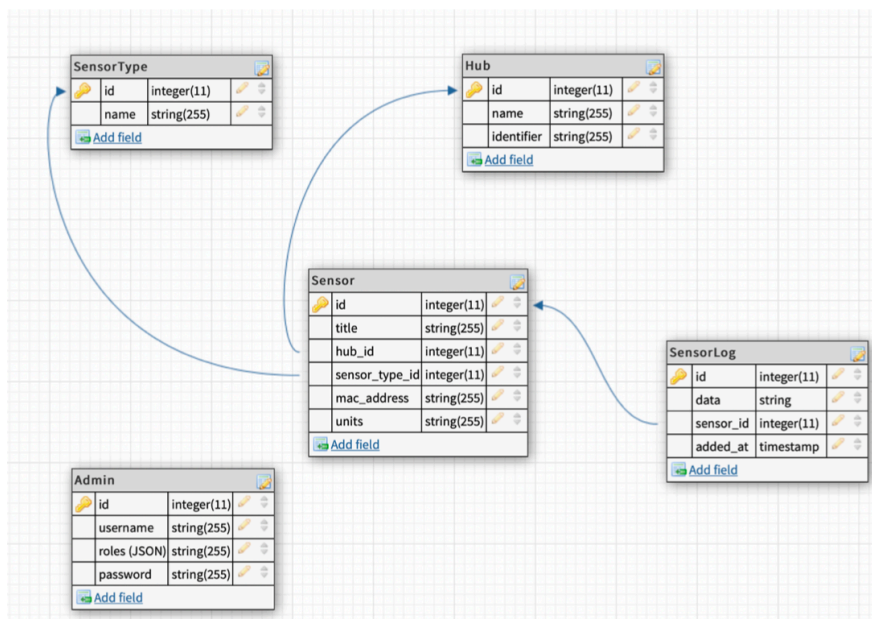 SensorType
id integer(11)
name string(255)
Add field
Hub
id integer(11)
name string(255)
identifier string(255)
Add field
Sensor
id integer(11)
title string(255)
hub_id integer(11)
sensor_type_id integer(11)
mac_address string(255)
units string(255)
Add field
SensorLog
id integer(11)
data string
sensor_id integer(11)
added_at timestamp
Add field
Admin
id integer(11)
username string(255)
roles (JSON) string(255)
password string(255)
Add field